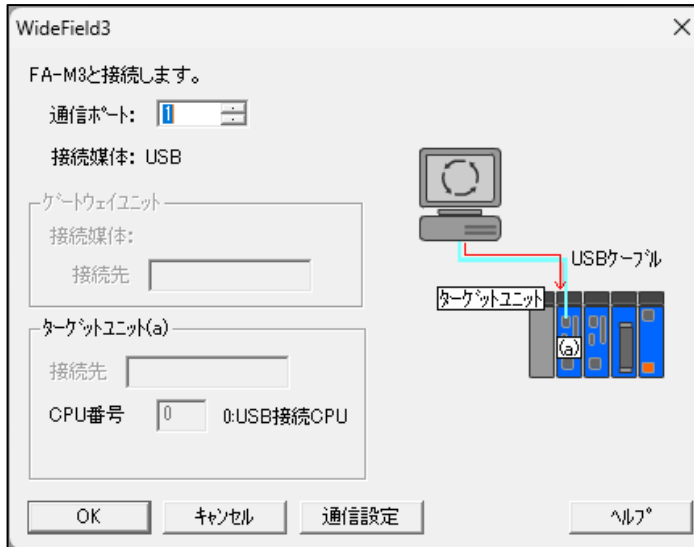 WideField3
FA-M3と接続します。
通信ポート: 1
接続媒体: USB
ゲートウェイユニット
接続媒体:
接続先
ターゲットユニット(a)
接続先
CPU番号 0 0:USB接続CPU
USBケーブル
ターゲットユニット
(a)
OK キャンセル 通信設定 ヘルプ